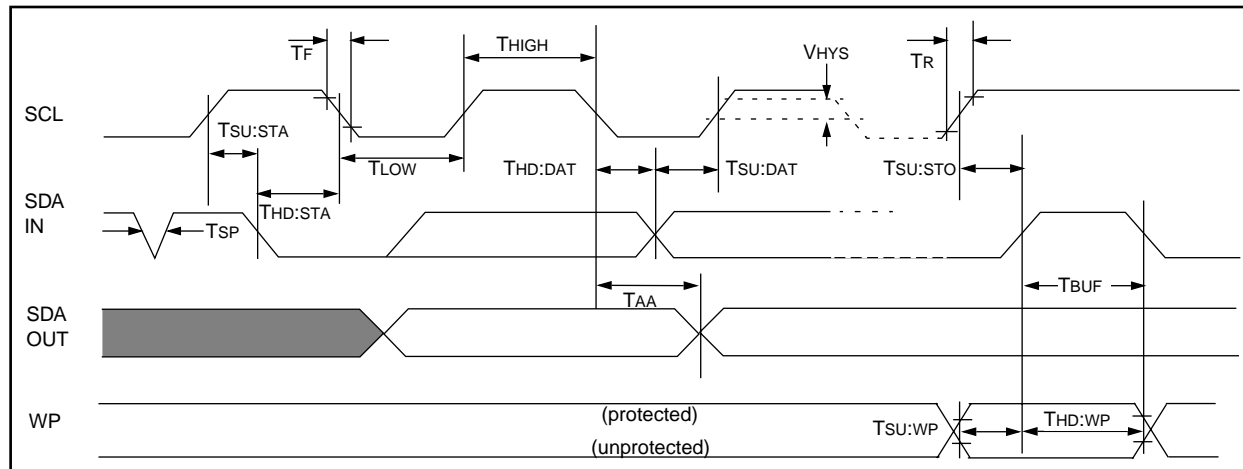 TF
THIGH
VHYS
TR
SCL
TSU:STA
TLOW
THD:DAT
TSU:DAT
TSU:STO
SDA
IN
THD:STA
TSP
TBUF
TAA
SDA
OUT
WP
(protected)
(unprotected)
TSU:WP
THD:WP